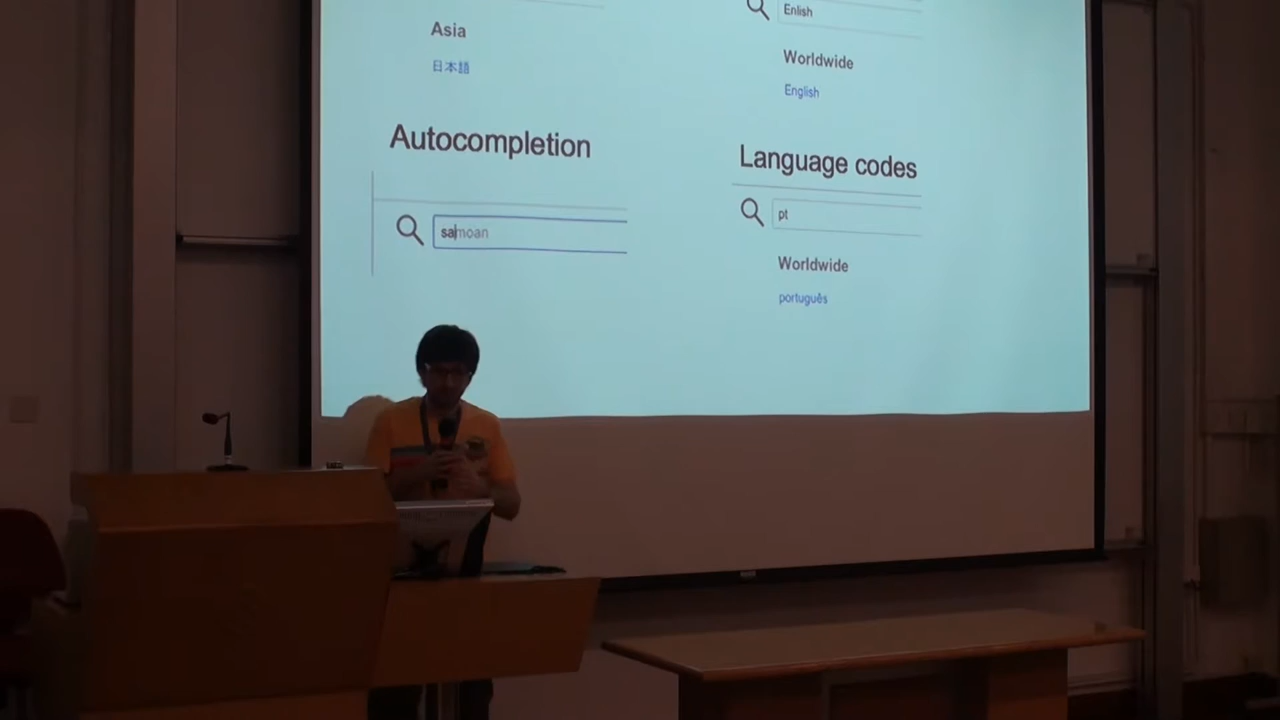 Asia
日本語
Enlish
Worldwide
English
Autocompletion
samoan
Language codes
pt
Worldwide
português